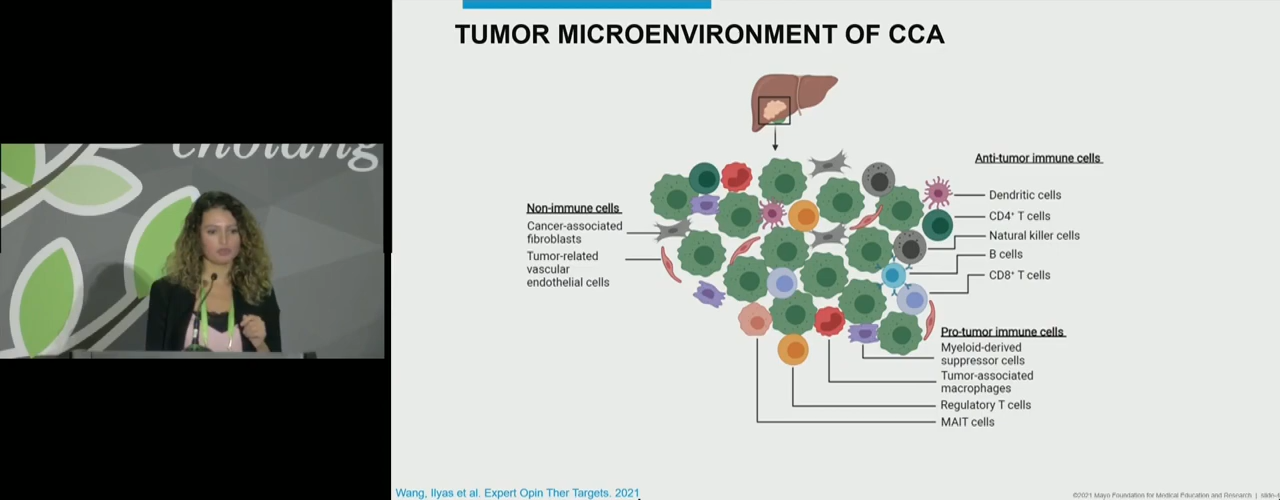 cholang
TUMOR MICROENVIRONMENT OF CCA
Non-immune cells
Cancer-associated
fibroblasts
Tumor-related
vascular
endothelial cells
Anti-tumor immune cells
Dendritic cells
CD4⁺ T cells
Natural killer cells
B cells
CD8⁺ T cells
Pro-tumor immune cells
Myeloid-derived
suppressor cells
Tumor-associated
macrophages
Regulatory T cells
MAIT cells
Wang, Ilyas et al. Expert Opin Ther Targets. 2021
©2021 Mayo Foundation for Medical Education and Research |